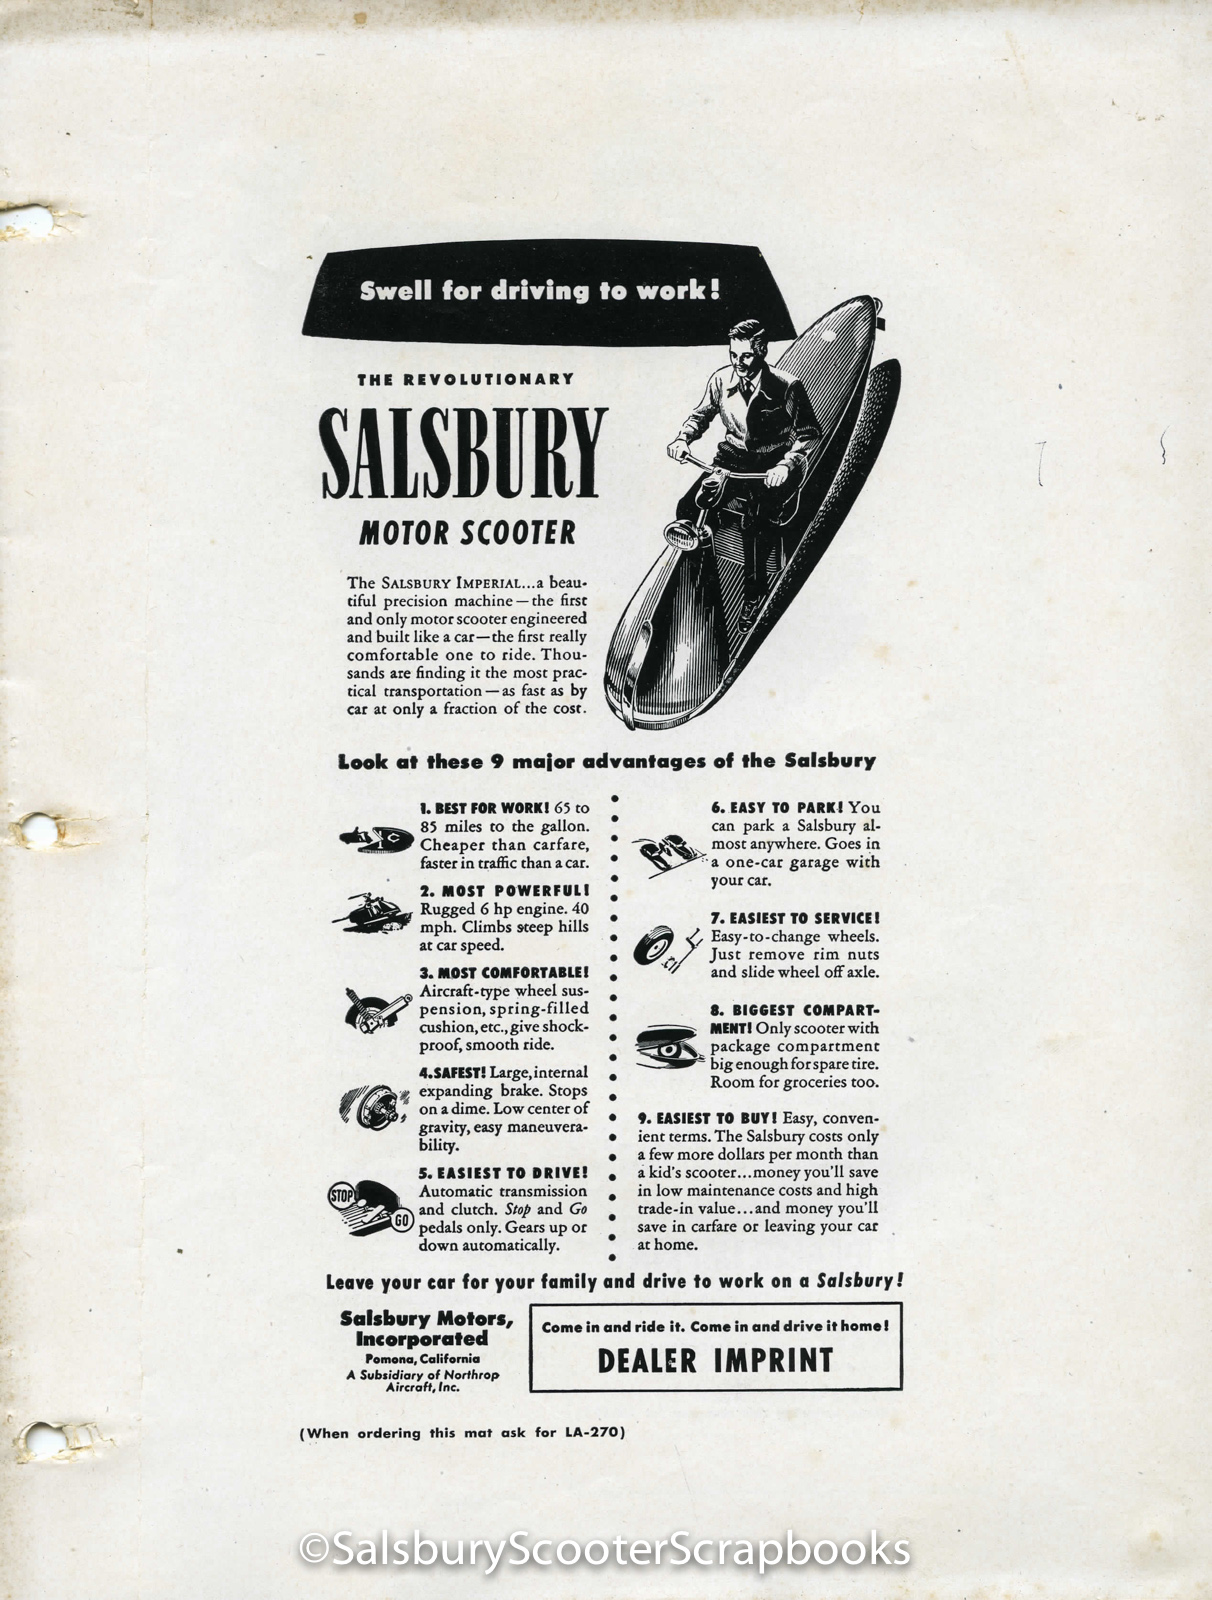 Swell for driving to work!
THE REVOLUTIONARY
SALSBURY
MOTOR SCOOTER
The SALSBURY IMPERIAL...a beau-
tiful precision machine — the first
and only motor scooter engineered
and built like a car — the first really
comfortable one to ride. Thou-
sands are finding it the most prac-
tical transportation — as fast as by
car at only a fraction of the cost.
Look at these 9 major advantages of the Salsbury
1. BEST FOR WORK! 65 to
85 miles to the gallon.
Cheaper than carfare,
faster in traffic than a car.
2. MOST POWERFUL!
Rugged 6 hp engine. 40
mph. Climbs steep hills
at car speed.
3. MOST COMFORTABLE!
Aircraft-type wheel sus-
pension, spring-filled
cushion, etc., give shock-
proof, smooth ride.
4. SAFEST! Large, internal
expanding brake. Stops
on a dime. Low center of
gravity, easy maneuvera-
bility.
STOP
GO
5. EASIEST TO DRIVE!
Automatic transmission
and clutch. Stop and Go
pedals only. Gears up or
down automatically.
6. EASY TO PARK! You
can park a Salsbury al-
most anywhere. Goes in
a one-car garage with
your car.
7. EASIEST TO SERVICE!
Easy-to-change wheels.
Just remove rim nuts
and slide wheel off axle.
8. BIGGEST COMPART-
MENT! Only scooter with
package compartment
big enough for spare tire.
Room for groceries too.
9. EASIEST TO BUY! Easy, conven-
ient terms. The Salsbury costs only
a few more dollars per month than
a kid's scooter...money you'll save
in low maintenance costs and high
trade-in value...and money you'll
save in carfare or leaving your car
at home.
Leave your car for your family and drive to work on a Salsbury!
Salsbury Motors,
Incorporated
Pomona, California
A Subsidiary of Northrop
Aircraft, Inc.
Come in and ride it. Come in and drive it home!
DEALER IMPRINT
(When ordering this mat ask for LA-270)
©SalsburyScooterScrapbooks